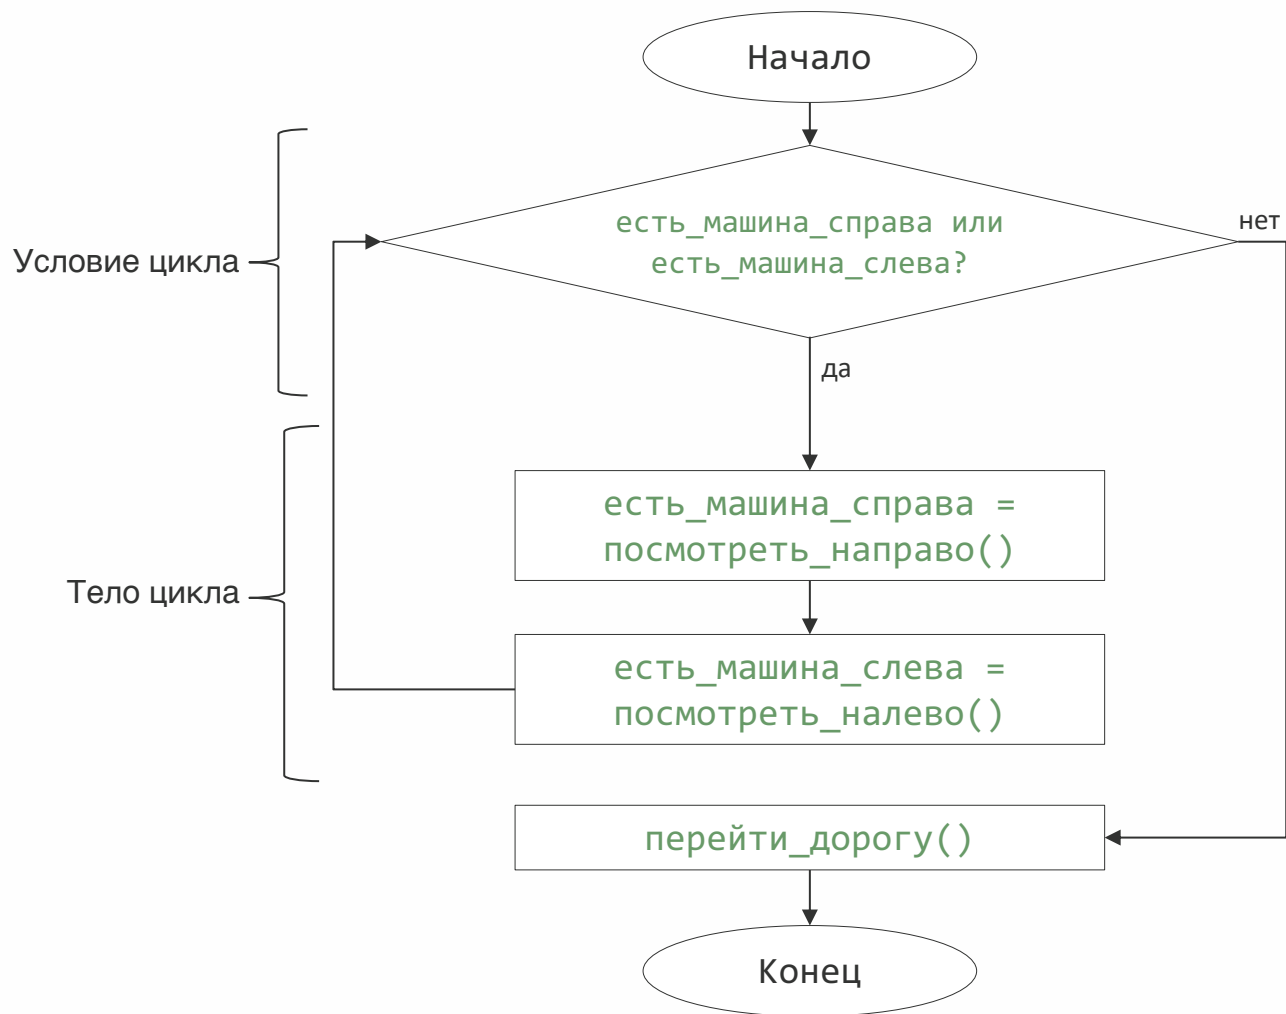 Начало
есть_машина_справа или
есть_машина_слева?
нет
Условие цикла
да
есть_машина_справа =
посмотреть_направо()
Тело цикла
есть_машина_слева =
посмотреть_налево()
перейти_дорогу()
Конец